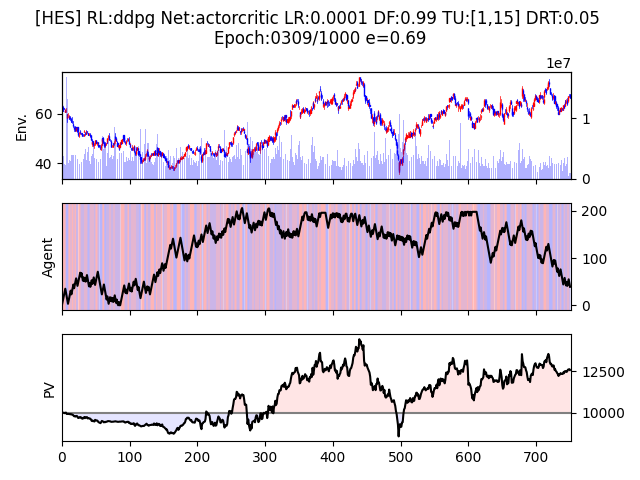 [HES] RL:ddpg Net:actorcritic LR:0.0001 DF:0.99 TU:[1,15] DRT:0.05
Epoch:0309/1000 e=0.69
1e7
60
40
Env.
1
0
200
100
0
Agent
12500
10000
PV
0 100 200 300 400 500 600 700